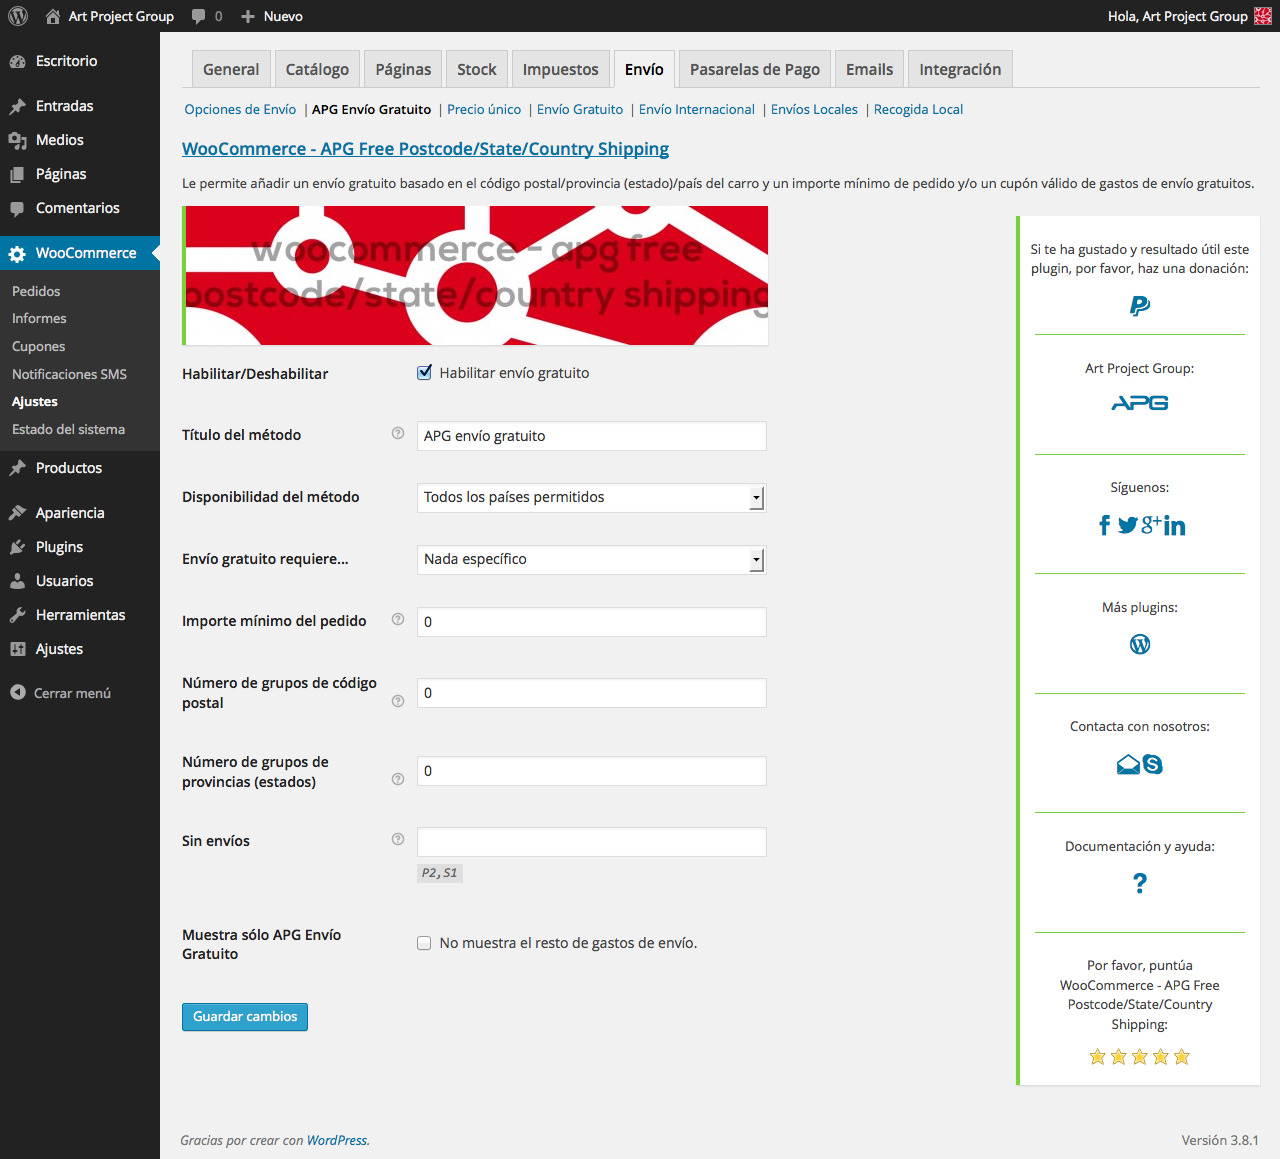 Art Project Group
0
Nuevo
Hola, Art Project Group
Escritorio
Entradas
Medios
Páginas
Comentarios
WooCommerce
Pedidos
Informes
Cupones
Notificaciones SMS
Ajustes
Estado del sistema
Productos
Apariencia
Plugins
Usuarios
Herramientas
Ajustes
Cerrar menú
General
Catálogo
Páginas
Stock
Impuestos
Envío
Pasarelas de Pago
Emails
Integración
Opciones de Envío | APG Envío Gratuito | Precio único | Envío Gratuito | Envío Internacional | Envíos Locales | Recogida Local
WooCommerce - APG Free Postcode/State/Country Shipping
Le permite añadir un envío gratuito basado en el código postal/provincia (estado)/país del carro y un importe mínimo de pedido y/o un cupón válido de gastos de envío gratuitos.
woocommerce - apg free
postcode/state/country shipping
Habilitar/Deshabilitar
Habilitar envío gratuito
Título del método
APG envío gratuito
Disponibilidad del método
Todos los países permitidos
Envío gratuito requiere...
Nada específico
Importe mínimo del pedido
0
Número de grupos de código
postal
0
Número de grupos de
provincias (estados)
0
Sin envíos
P2,S1
Muestra sólo APG Envío
Gratuito
No muestra el resto de gastos de envío.
Guardar cambios
Si te ha gustado y resultado útil este
plugin, por favor, haz una donación:
Art Project Group:
APG
Síguenos:
Más plugins:
Contacta con nosotros:
Documentación y ayuda:
?
Por favor, puntúa
WooCommerce - APG Free
Postcode/State/Country
Shipping:
Gracias por crear con WordPress.
Versión 3.8.1